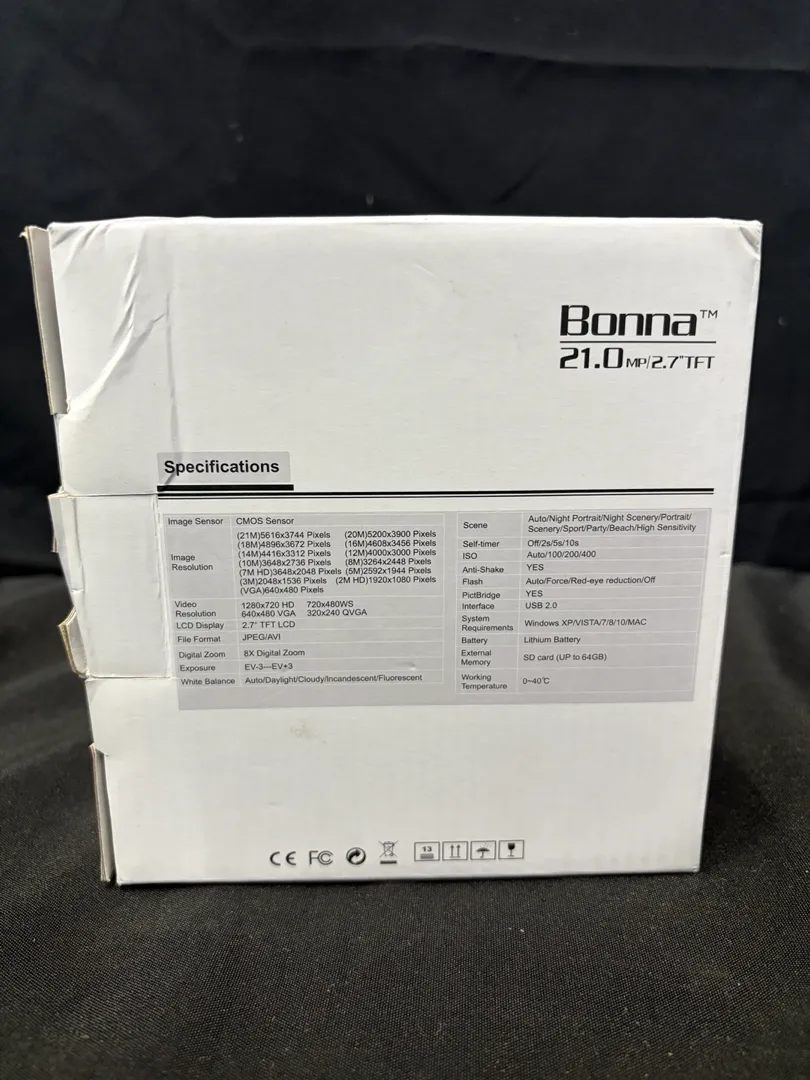 Bonna™
21.0 MP/2.7"TFT
Specifications
Image Sensor CMOS Sensor
Image Resolution
(21M)5616x3744 Pixels (20M)5200x3900 Pixels
(18M)4896x3672 Pixels (16M)4608x3456 Pixels
(14M)4416x3312 Pixels (12M)4000x3000 Pixels
(10M)3648x2736 Pixels (8M)3264x2448 Pixels
(7M HD)3648x2048 Pixels (5M)2592x1944 Pixels
(3M)2048x1536 Pixels (2M HD)1920x1080 Pixels
(VGA)640x480 Pixels
Video Resolution
1280x720 HD 720x480WS
640x480 VGA 320x240 QVGA
LCD Display 2.7" TFT LCD
File Format JPEG/AVI
Digital Zoom 8X Digital Zoom
Exposure EV-3—EV+3
White Balance Auto/Daylight/Cloudy/Incandescent/Fluorescent
Scene
Auto/Night Portrait/Night Scenery/Portrait/
Scenery/Sport/Party/Beach/High Sensitivity
Self-timer Off/2s/5s/10s
ISO Auto/100/200/400
Anti-Shake YES
Flash Auto/Force/Red-eye reduction/Off
PictBridge YES
Interface USB 2.0
System
Requirements Windows XP/VISTA/7/8/10/MAC
Battery Lithium Battery
External
Memory SD card (UP to 64GB)
Working
Temperature 0~40℃
CE FC 13